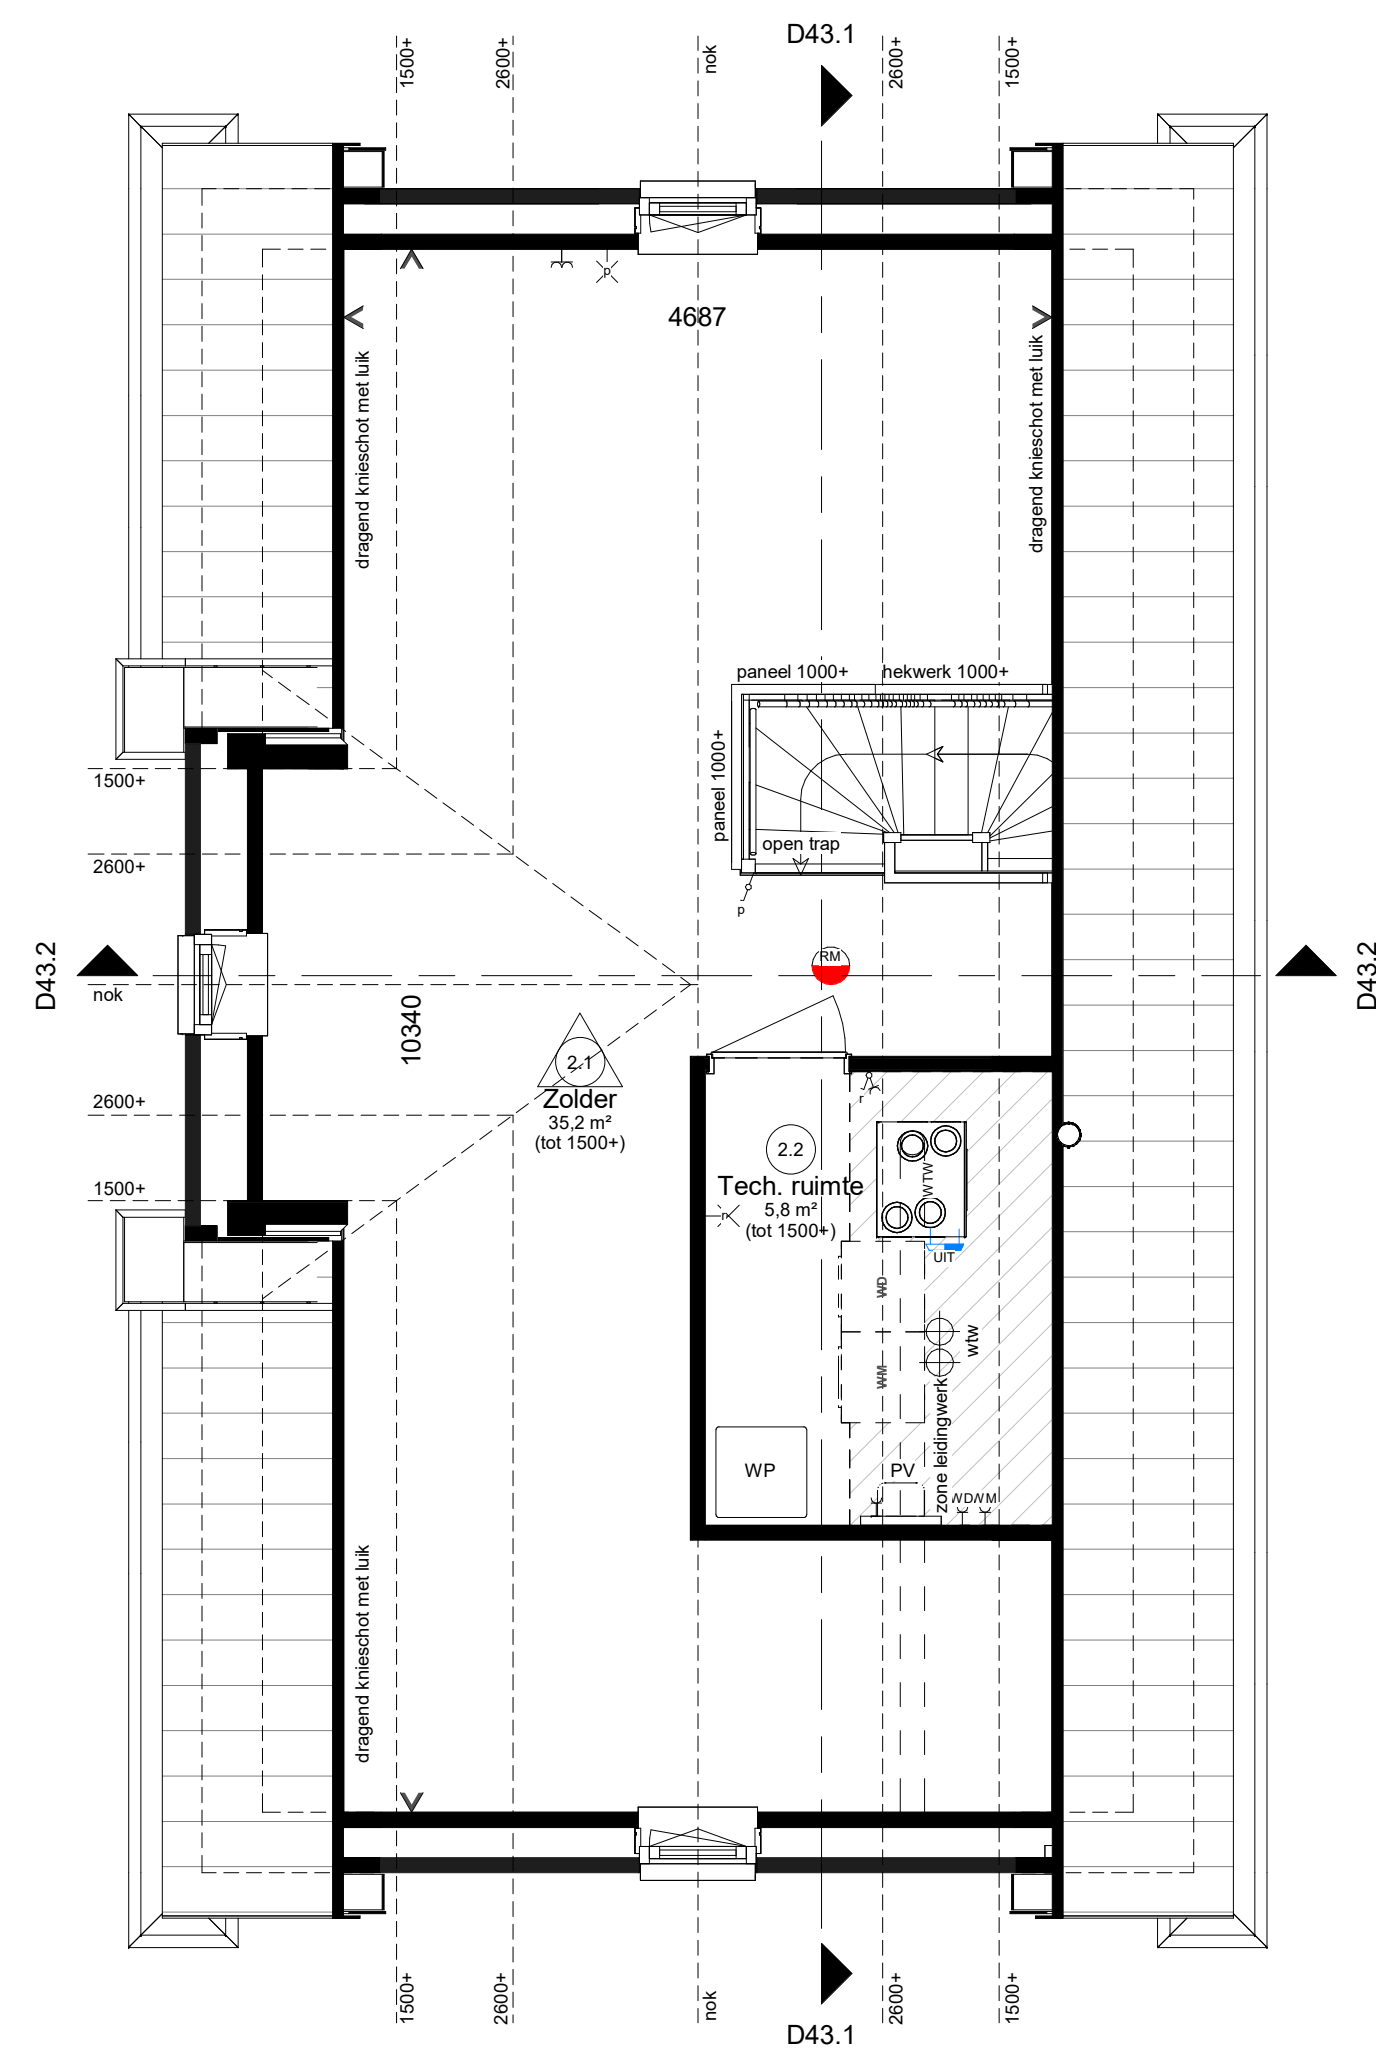 D43.1
1500+
2600+
nok
2600+
1500+
p
4687
dragend knieschot met luik
dragend knieschot met luik
paneel 1000+
hekwerk 1000+
paneel 1000+
open trap
p
1500+
2600+
D43.2
nok
10340
RM
D43.2
2.1
Zolder
35,2 m²
(tot 1500+)
2600+
1500+
r
2.2
Tech. ruimte
5,8 m²
(tot 1500+)
r
WTW
UIT
WD
wtw
WM
zone leidingwerk
WP
PV
WD
WM
dragend knieschot met luik
1500+
2600+
nok
2600+
1500+
D43.1